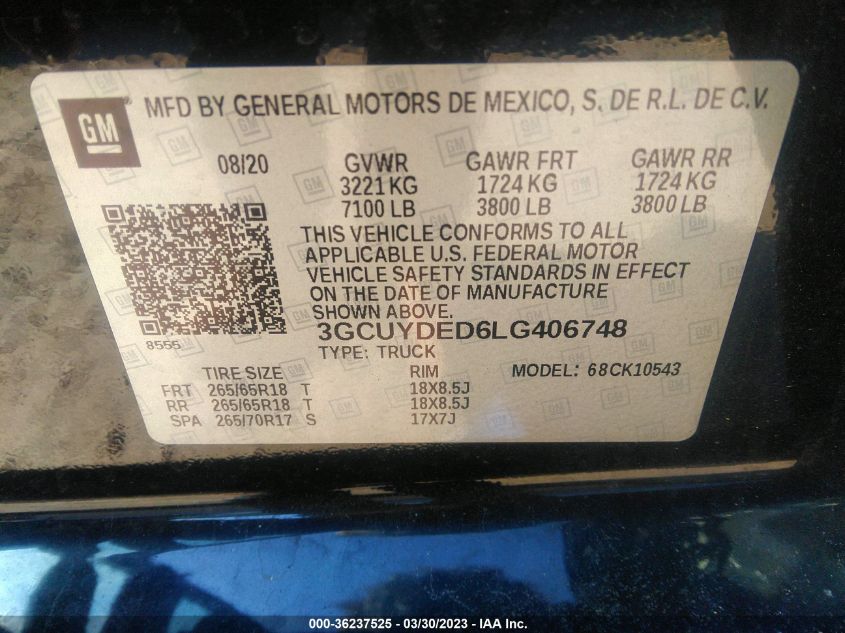 GM
MFD BY GENERAL MOTORS DE MEXICO, S. DE R.L. DE C.V.
08/20 GVWR GAWR FRT GAWR RR
3221 KG 1724 KG 1724 KG
7100 LB 3800 LB 3800 LB
THIS VEHICLE CONFORMS TO ALL
APPLICABLE U.S. FEDERAL MOTOR
VEHICLE SAFETY STANDARDS IN EFFECT
ON THE DATE OF MANUFACTURE
SHOWN ABOVE.
8555 3GCUYDED6LG406748
TYPE: TRUCK
TIRE SIZE RIM MODEL: 68CK10543
FRT 265/65R18 T 18X8.5J
RR 265/65R18 T 18X8.5J
SPA 265/70R17 S 17X7J
000-36237525 - 03/30/2023 - IAA Inc.